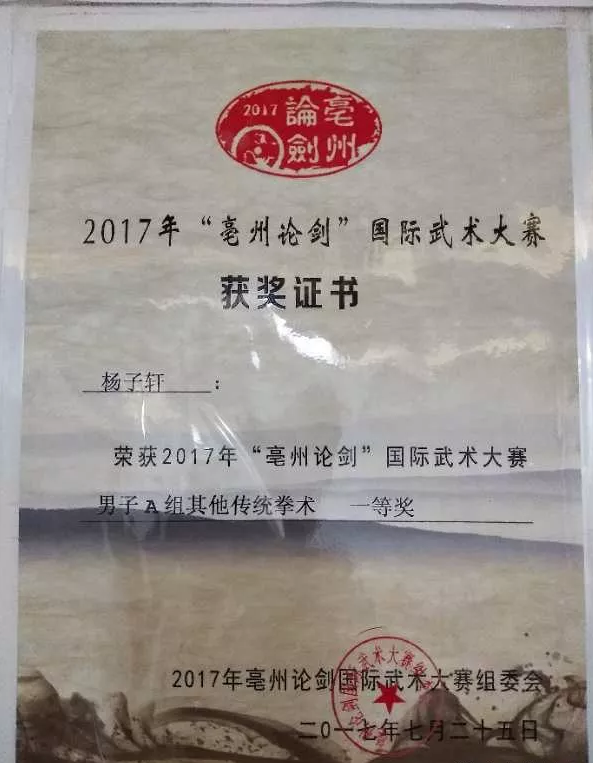 2017 論劍 亳州
2017年“亳州论剑”国际武术大赛
获奖证书
杨子轩：
荣获2017年“亳州论剑”国际武术大赛
男子A组其他传统拳术 一等奖
2017年亳州论剑国际武术大赛组委会
二〇一七年七月二十五日